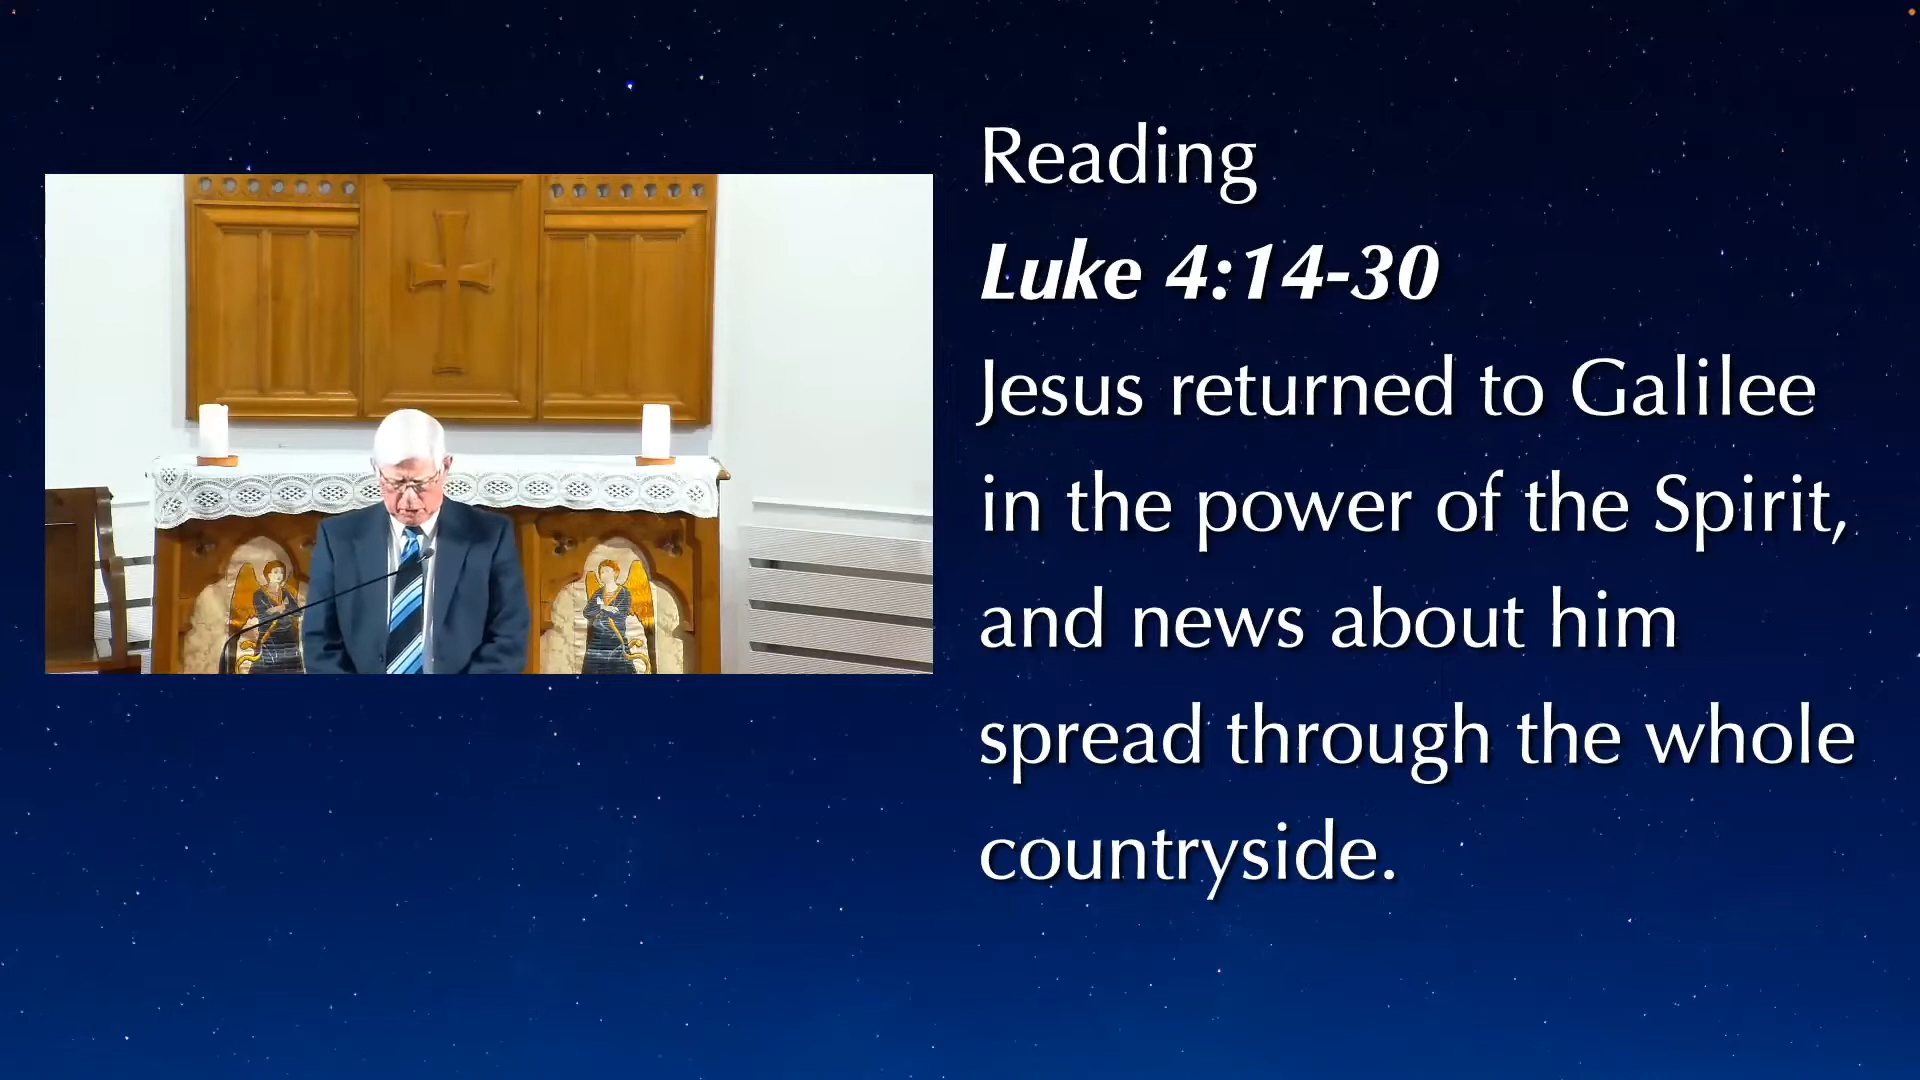 Reading
Luke 4:14-30
Jesus returned to Galilee
in the power of the Spirit,
and news about him
spread through the whole
countryside.